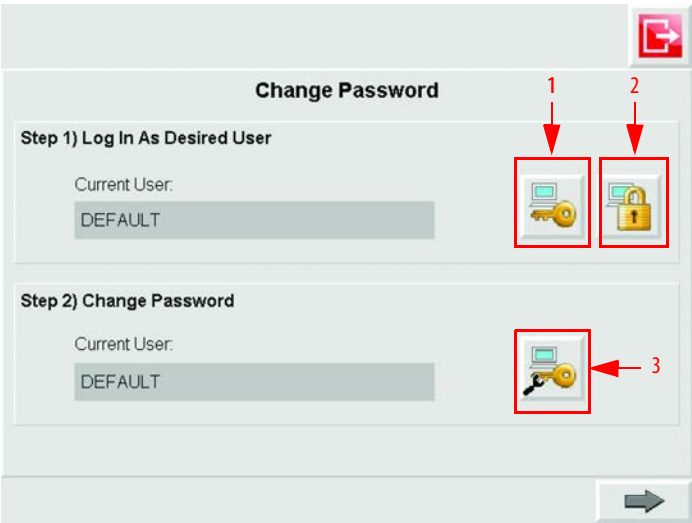 Change Password
1
2
Step 1) Log In As Desired User
Current User:
DEFAULT
Step 2) Change Password
Current User:
DEFAULT
3